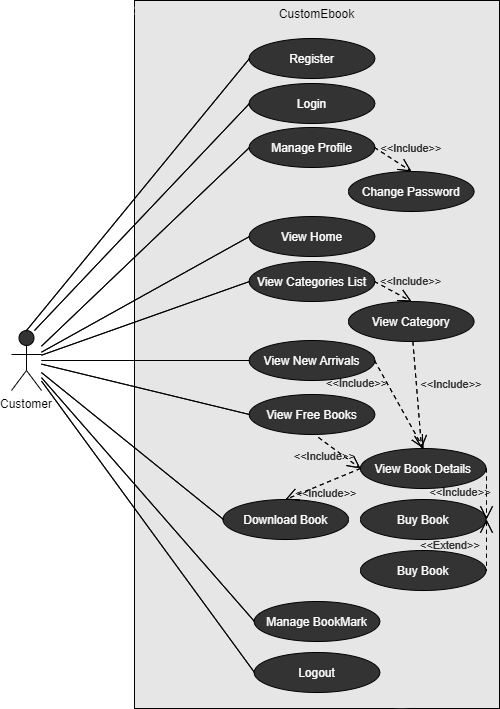 CustomEbook
Register
Login
Manage Profile
<<Include>>
Change Password
View Home
View Categories List
<<Include>>
View Category
Customer
View New Arrivals
<<Include>>
<<Include>>
View Free Books
<<Include>>
View Book Details
<<Include>>
<<Include>>
Download Book
Buy Book
<<Extend>>
Buy Book
Manage BookMark
Logout